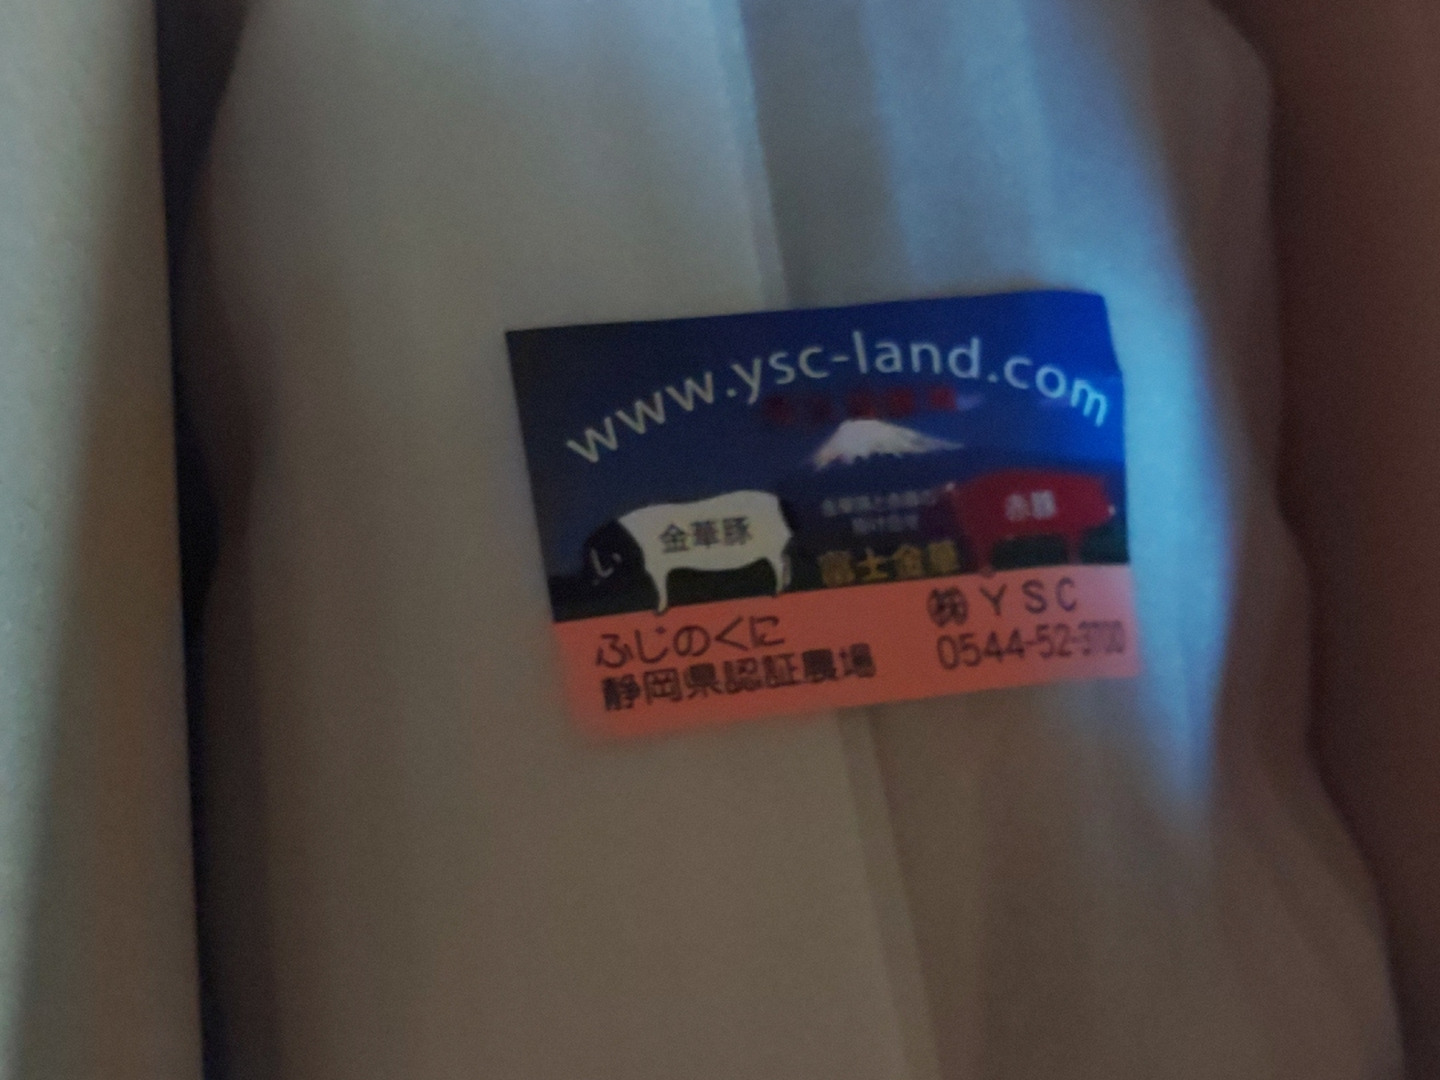 www.ysc-land.com
金華豚
赤豚
富士金華
ふじのくに
静岡県認証農場
㈱YSC
0544-52-3700